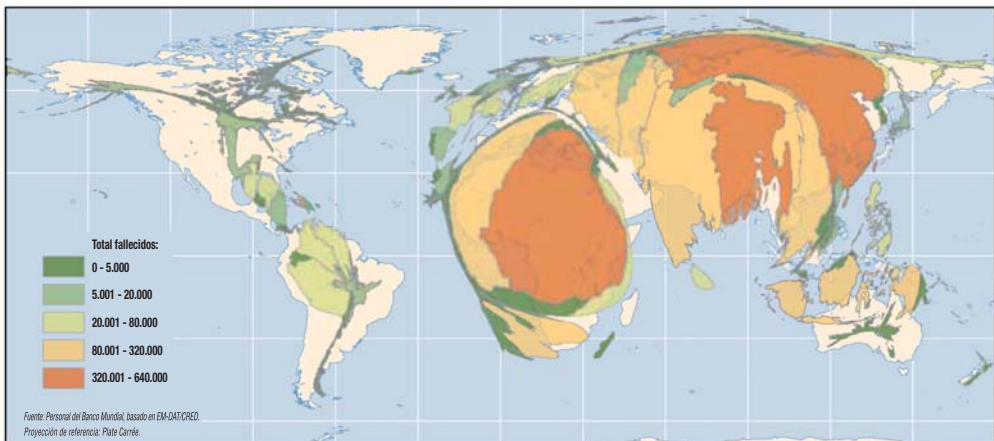 Total fallecidos:
0 - 5.000
5.001 - 20.000
20.001 - 80.000
80.001 - 320.000
320.001 - 640.000
Fuente: Personal del Banco Mundial, basado en EM-DAT/CRED.
Proyección de referencia: Plate Carrée.